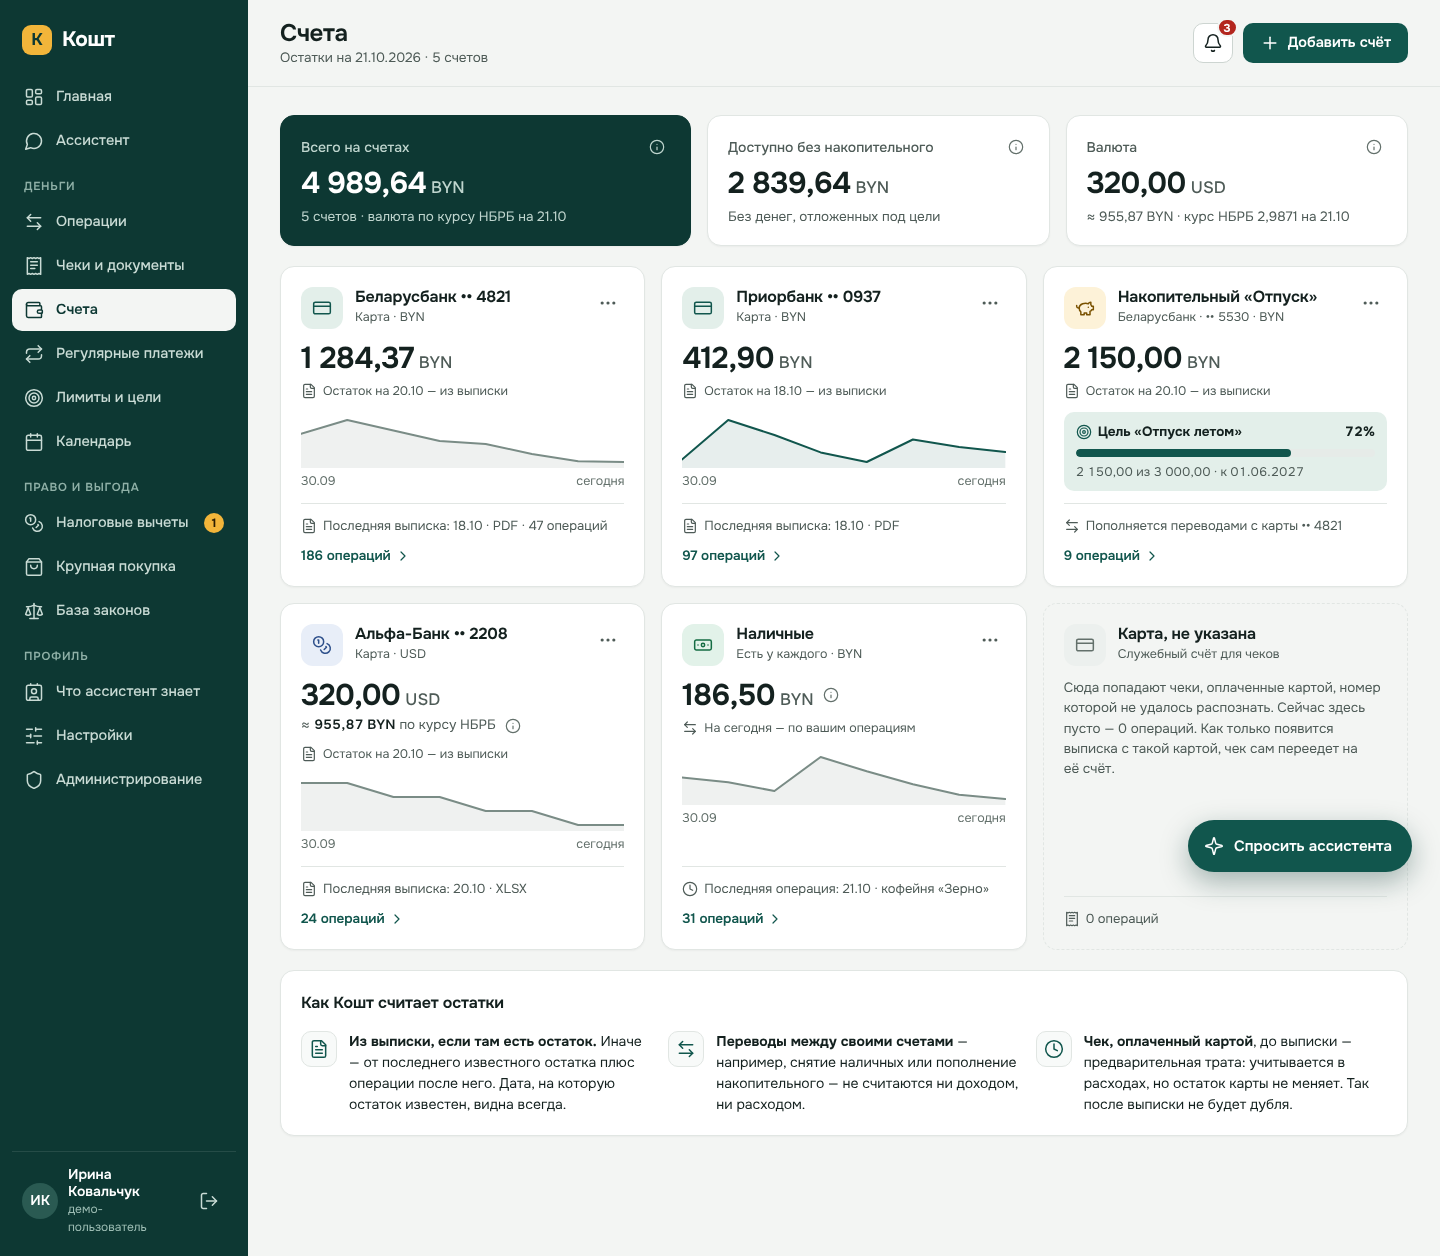 К Кошт
Главная
Ассистент
ДЕНЬГИ
Операции
Чеки и документы
Счета
Регулярные платежи
Лимиты и цели
Календарь
ПРАВО И ВЫГОДА
Налоговые вычеты 1
Крупная покупка
База законов
ПРОФИЛЬ
Что ассистент знает
Настройки
Администрирование
ИК
Ирина
Ковальчук
демо-
пользователь
Счета
Остатки на 21.10.2026 · 5 счетов
3
Добавить счёт
Всего на счетах
4 989,64 BYN
5 счетов · валюта по курсу НБРБ на 21.10
Доступно без накопительного
2 839,64 BYN
Без денег, отложенных под цели
Валюта
320,00 USD
≈ 955,87 BYN · курс НБРБ 2,9871 на 21.10
Беларусбанк •• 4821
Карта · BYN
1 284,37 BYN
Остаток на 20.10 — из выписки
30.09 сегодня
Последняя выписка: 18.10 · PDF · 47 операций
186 операций
Приорбанк •• 0937
Карта · BYN
412,90 BYN
Остаток на 18.10 — из выписки
30.09 сегодня
Последняя выписка: 18.10 · PDF
97 операций
Накопительный «Отпуск»
Беларусбанк · •• 5530 · BYN
2 150,00 BYN
Остаток на 20.10 — из выписки
Цель «Отпуск летом» 72%
2 150,00 из 3 000,00 · к 01.06.2027
Пополняется переводами с карты •• 4821
9 операций
Альфа-Банк •• 2208
Карта · USD
320,00 USD
≈ 955,87 BYN по курсу НБРБ
Остаток на 20.10 — из выписки
30.09 сегодня
Последняя выписка: 20.10 · XLSX
24 операций
Наличные
Есть у каждого · BYN
186,50 BYN
На сегодня — по вашим операциям
30.09 сегодня
Последняя операция: 21.10 · кофейня «Зерно»
31 операций
Карта, не указана
Служебный счёт для чеков
Сюда попадают чеки, оплаченные картой, номер
которой не удалось распознать. Сейчас здесь
пусто — 0 операций. Как только появится
выписка с такой картой, чек сам переедет на
её счёт.
Спросить ассистента
0 операций
Как Кошт считает остатки
Из выписки, если там есть остаток. Иначе
— от последнего известного остатка плюс
операции после него. Дата, на которую
остаток известен, видна всегда.
Переводы между своими счетами —
например, снятие наличных или пополнение
накопительного — не считаются ни доходом,
ни расходом.
Чек, оплаченный картой, до выписки —
предварительная трата: учитывается в
расходах, но остаток карты не меняет. Так
после выписки не будет дубля.